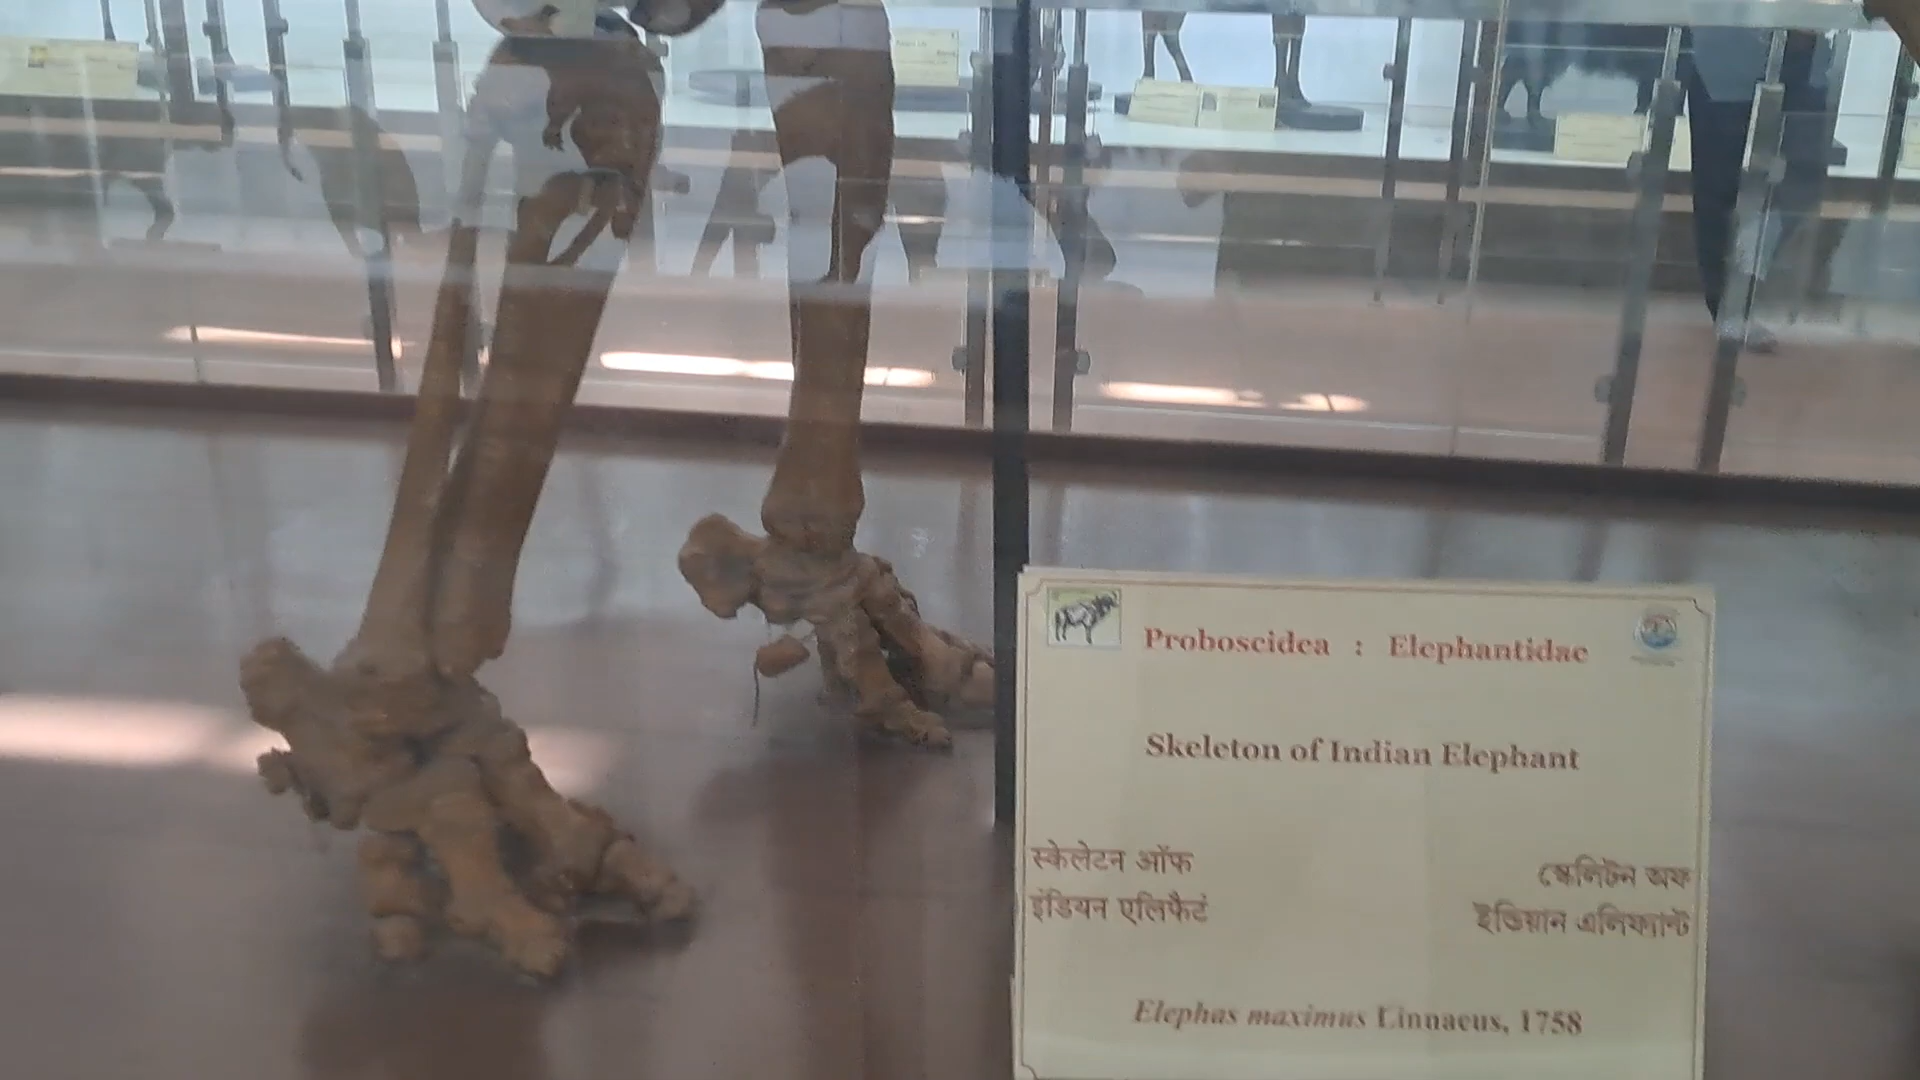 Proboscidea : Elephantidae
Skeleton of Indian Elephant
स्केलेटन ऑफ
इंडियन एलिफैटं
স্কেলিটন অফ
ইন্ডিয়ান এলিফ্যান্ট
Elephas maximus Linnaeus, 1758